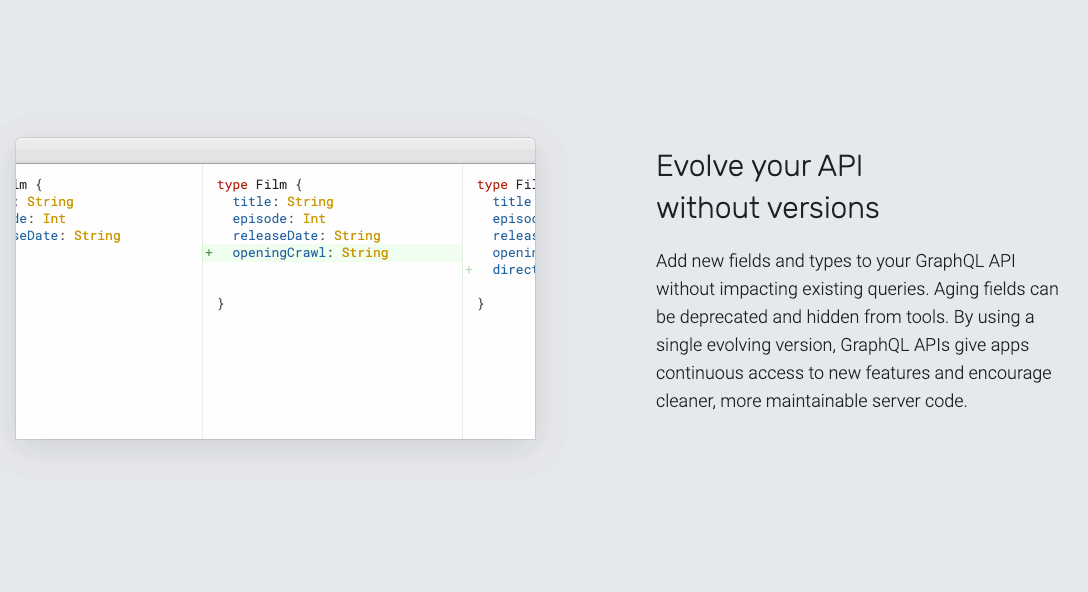 lm {
: String
de: Int
seDate: String
type Film {
title: String
episode: Int
releaseDate: String
+ openingCrawl: String
}
type Fil
title
episod
releas
openin
+ direct
}
Evolve your API
without versions
Add new fields and types to your GraphQL API
without impacting existing queries. Aging fields can
be deprecated and hidden from tools. By using a
single evolving version, GraphQL APIs give apps
continuous access to new features and encourage
cleaner, more maintainable server code.